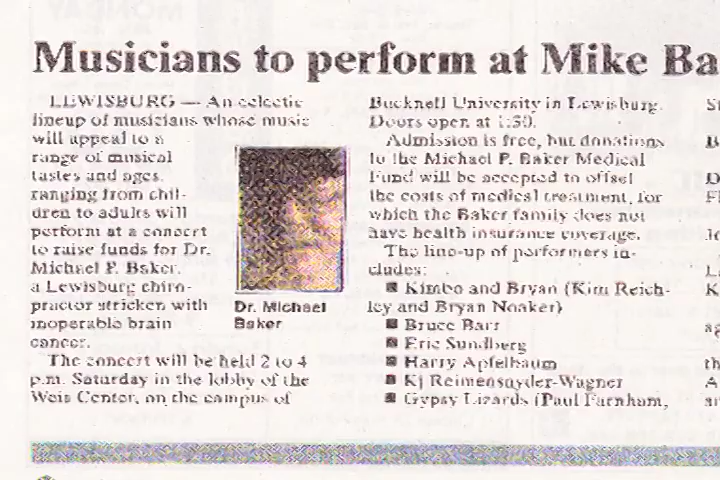 Musicians to perform at Mike Ba
LEWISBURG — An eclectic
lineup of musicians whose music
will appeal to a
range of musical
tastes and ages,
ranging from chil-
dren to adults will
perform at a concert
to raise funds for Dr.
Michael P. Baker,
a Lewisburg chiro-
practor stricken with
inoperable brain
cancer.
The concert will be held 2 to 4
p.m. Saturday in the lobby of the
Weis Center, on the campus of
Dr. Michael
Baker
Bucknell University in Lewisburg.
Doors open at 1:30.
Admission is free, but donations
to the Michael P. Baker Medical
Fund will be accepted to offset
the costs of medical treatment, for
which the Baker family does not
have health insurance coverage.
The line-up of performers in-
cludes:
■ Kimbo and Bryan (Kim Reich-
ley and Bryan Noaker)
■ Bruce Barr
■ Eric Sundberg
■ Harry Apfelbaum
■ KJ Reimensnyder-Wagner
■ Gypsy Lizards (Paul Farnham,